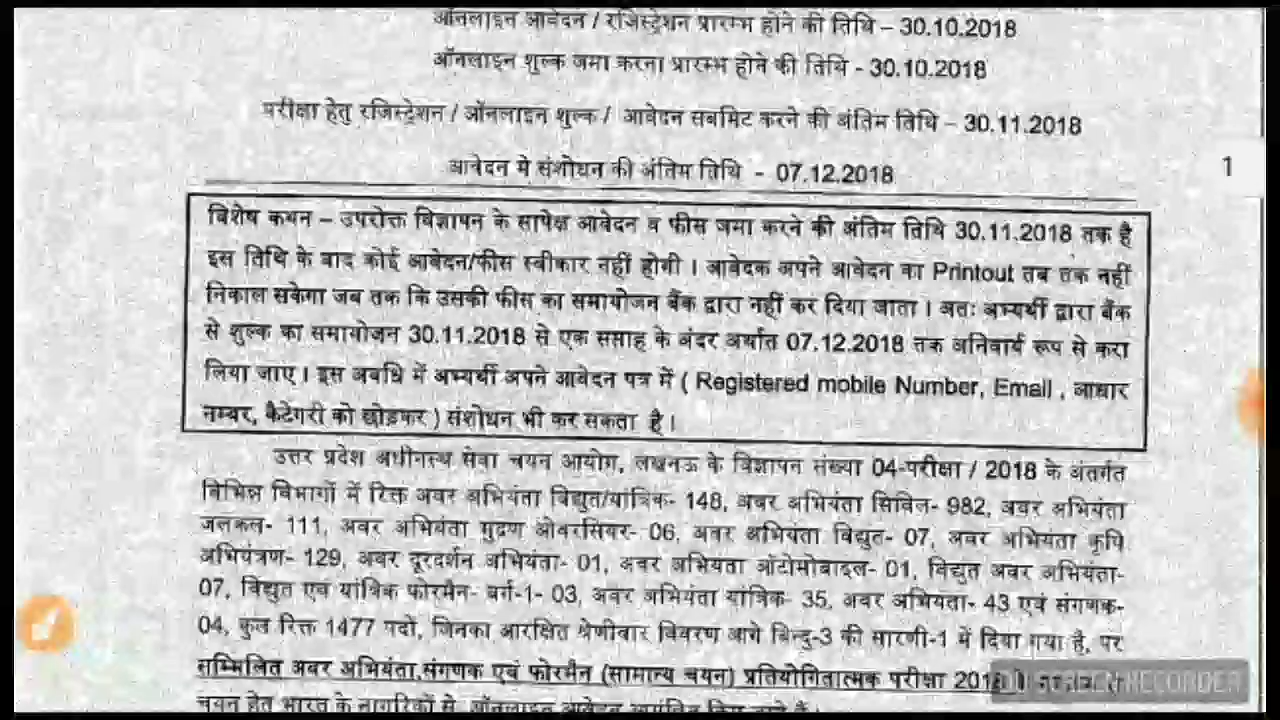 ऑनलाइन आवेदन / रजिस्ट्रेशन प्रारम्भ होने की तिथि – 30.10.2018
ऑनलाइन शुल्क जमा करना प्रारम्भ होने की तिथि - 30.10.2018
परीक्षा हेतु रजिस्ट्रेशन / ऑनलाइन शुल्क / आवेदन सबमिट करने की अंतिम तिथि – 30.11.2018
आवेदन मे संशोधन की अंतिम तिथि - 07.12.2018
1
विशेष कथन – उपरोक्त विज्ञापन के सापेक्ष आवेदन व फीस जमा करने की अंतिम तिथि 30.11.2018 तक है
इस तिथि के बाद कोई आवेदन/फीस स्वीकार नहीं होगी । आवेदक अपने आवेदन का Printout तब तक नहीं
निकाल सकेगा जब तक कि उसकी फीस का समायोजन बैंक द्वारा नहीं कर दिया जाता । अतः अभ्यर्थी द्वारा बैंक
से शुल्क का समायोजन 30.11.2018 से एक सप्ताह के अंदर अर्थात 07.12.2018 तक अनिवार्य रूप से करा
लिया जाए । इस अवधि में अभ्यर्थी अपने आवेदन पत्र में ( Registered mobile Number, Email , आधार
नम्बर, कैटेगरी को छोड़कर ) संशोधन भी कर सकता है ।
उत्तर प्रदेश अधीनस्थ सेवा चयन आयोग, लखनऊ के विज्ञापन संख्या 04-परीक्षा / 2018 के अंतर्गत
विभिन्न विभागों में रिक्त अवर अभियंता विद्युत/यांत्रिक- 148, अवर अभियंता सिविल- 982, अवर अभियंता
जलकल- 111, अवर अभियंता मुद्रण ओवरसियर- 06, अवर अभियंता विद्युत- 07, अवर अभियंता कृषि
अभियंत्रण- 129, अवर दूरदर्शन अभियंता- 01, अवर अभियंता ऑटोमोबाइल- 01, विद्युत अवर अभियंता-
07, विद्युत एवं यांत्रिक फोरमैन- वर्ग-1- 03, अवर अभियंता यांत्रिक- 35, अवर अभियंता- 43 एवं संगणक-
04, कुल रिक्त 1477 पदों, जिनका आरक्षित श्रेणीवार विवरण आगे बिन्दु-3 की सारणी-1 में दिया गया है, पर
सम्मिलित अवर अभियंता,संगणक एवं फोरमैन (सामान्य चयन) प्रतियोगितात्मक परीक्षा RECORDER
चयन हेतु भारत के नागरिकों से ऑनलाइन आवेदन आमंत्रित किए जाते हैं ।